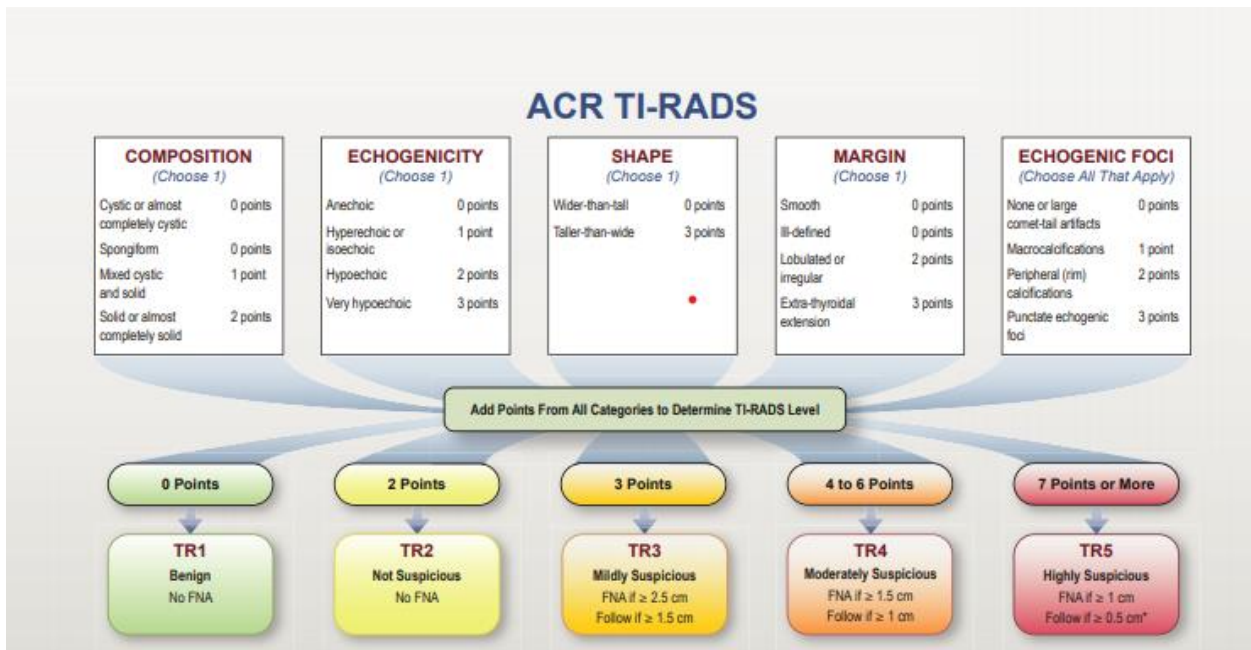 ACR TI-RADS
COMPOSITION
(Choose 1)
Cystic or almost 0 points
completely cystic
Spongiform 0 points
Mixed cystic 1 point
and solid
Solid or almost 2 points
completely solid
ECHOGENICITY
(Choose 1)
Anechoic 0 points
Hyperechoic or 1 point
isoechoic
Hypoechoic 2 points
Very hypoechoic 3 points
SHAPE
(Choose 1)
Wider-than-tall 0 points
Taller-than-wide 3 points
MARGIN
(Choose 1)
Smooth 0 points
Ill-defined 0 points
Lobulated or 2 points
irregular
Extra-thyroidal 3 points
extension
ECHOGENIC FOCI
(Choose All That Apply)
None or large 0 points
comet-tail artifacts
Macrocalcifications 1 point
Peripheral (rim) 2 points
calcifications
Punctate echogenic 3 points
foci
Add Points From All Categories to Determine TI-RADS Level
0 Points
TR1
Benign
No FNA
2 Points
TR2
Not Suspicious
No FNA
3 Points
TR3
Mildly Suspicious
FNA if ≥ 2.5 cm
Follow if ≥ 1.5 cm
4 to 6 Points
TR4
Moderately Suspicious
FNA if ≥ 1.5 cm
Follow if ≥ 1 cm
7 Points or More
TR5
Highly Suspicious
FNA if ≥ 1 cm
Follow if ≥ 0.5 cm*